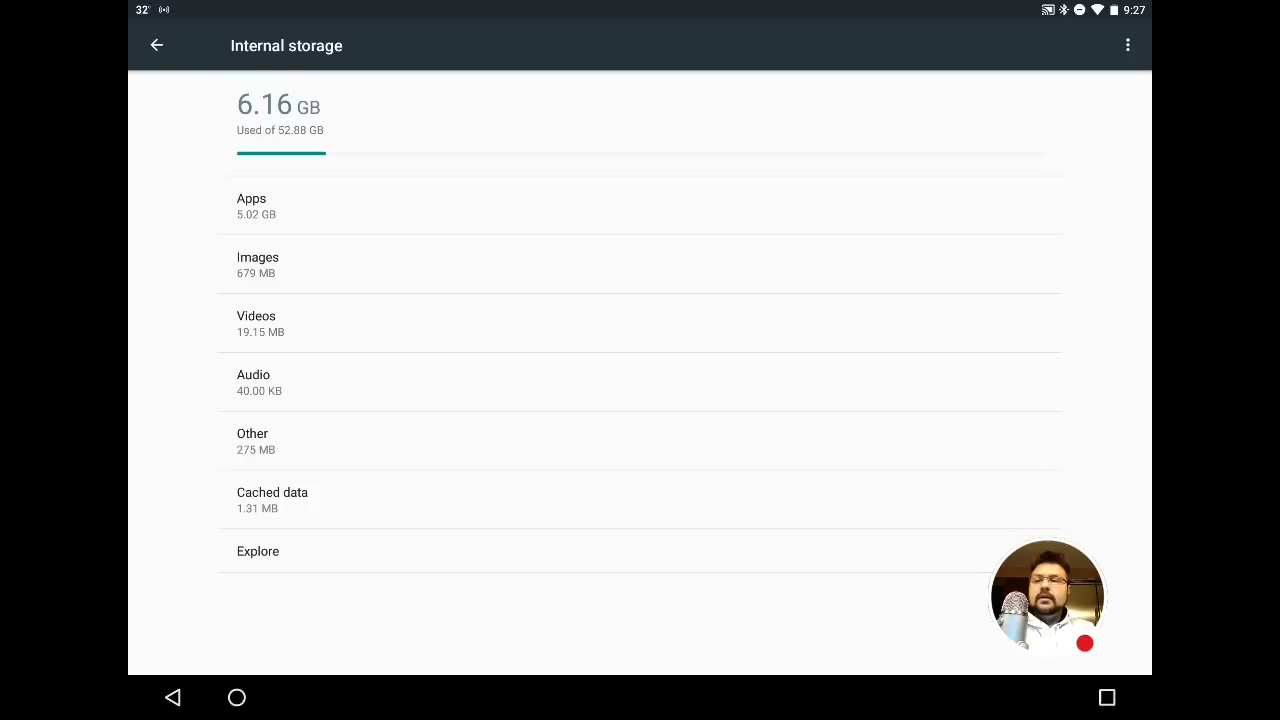 32°
9:27
Internal storage
6.16 GB
Used of 52.88 GB
Apps
5.02 GB
Images
679 MB
Videos
19.15 MB
Audio
40.00 KB
Other
275 MB
Cached data
1.31 MB
Explore